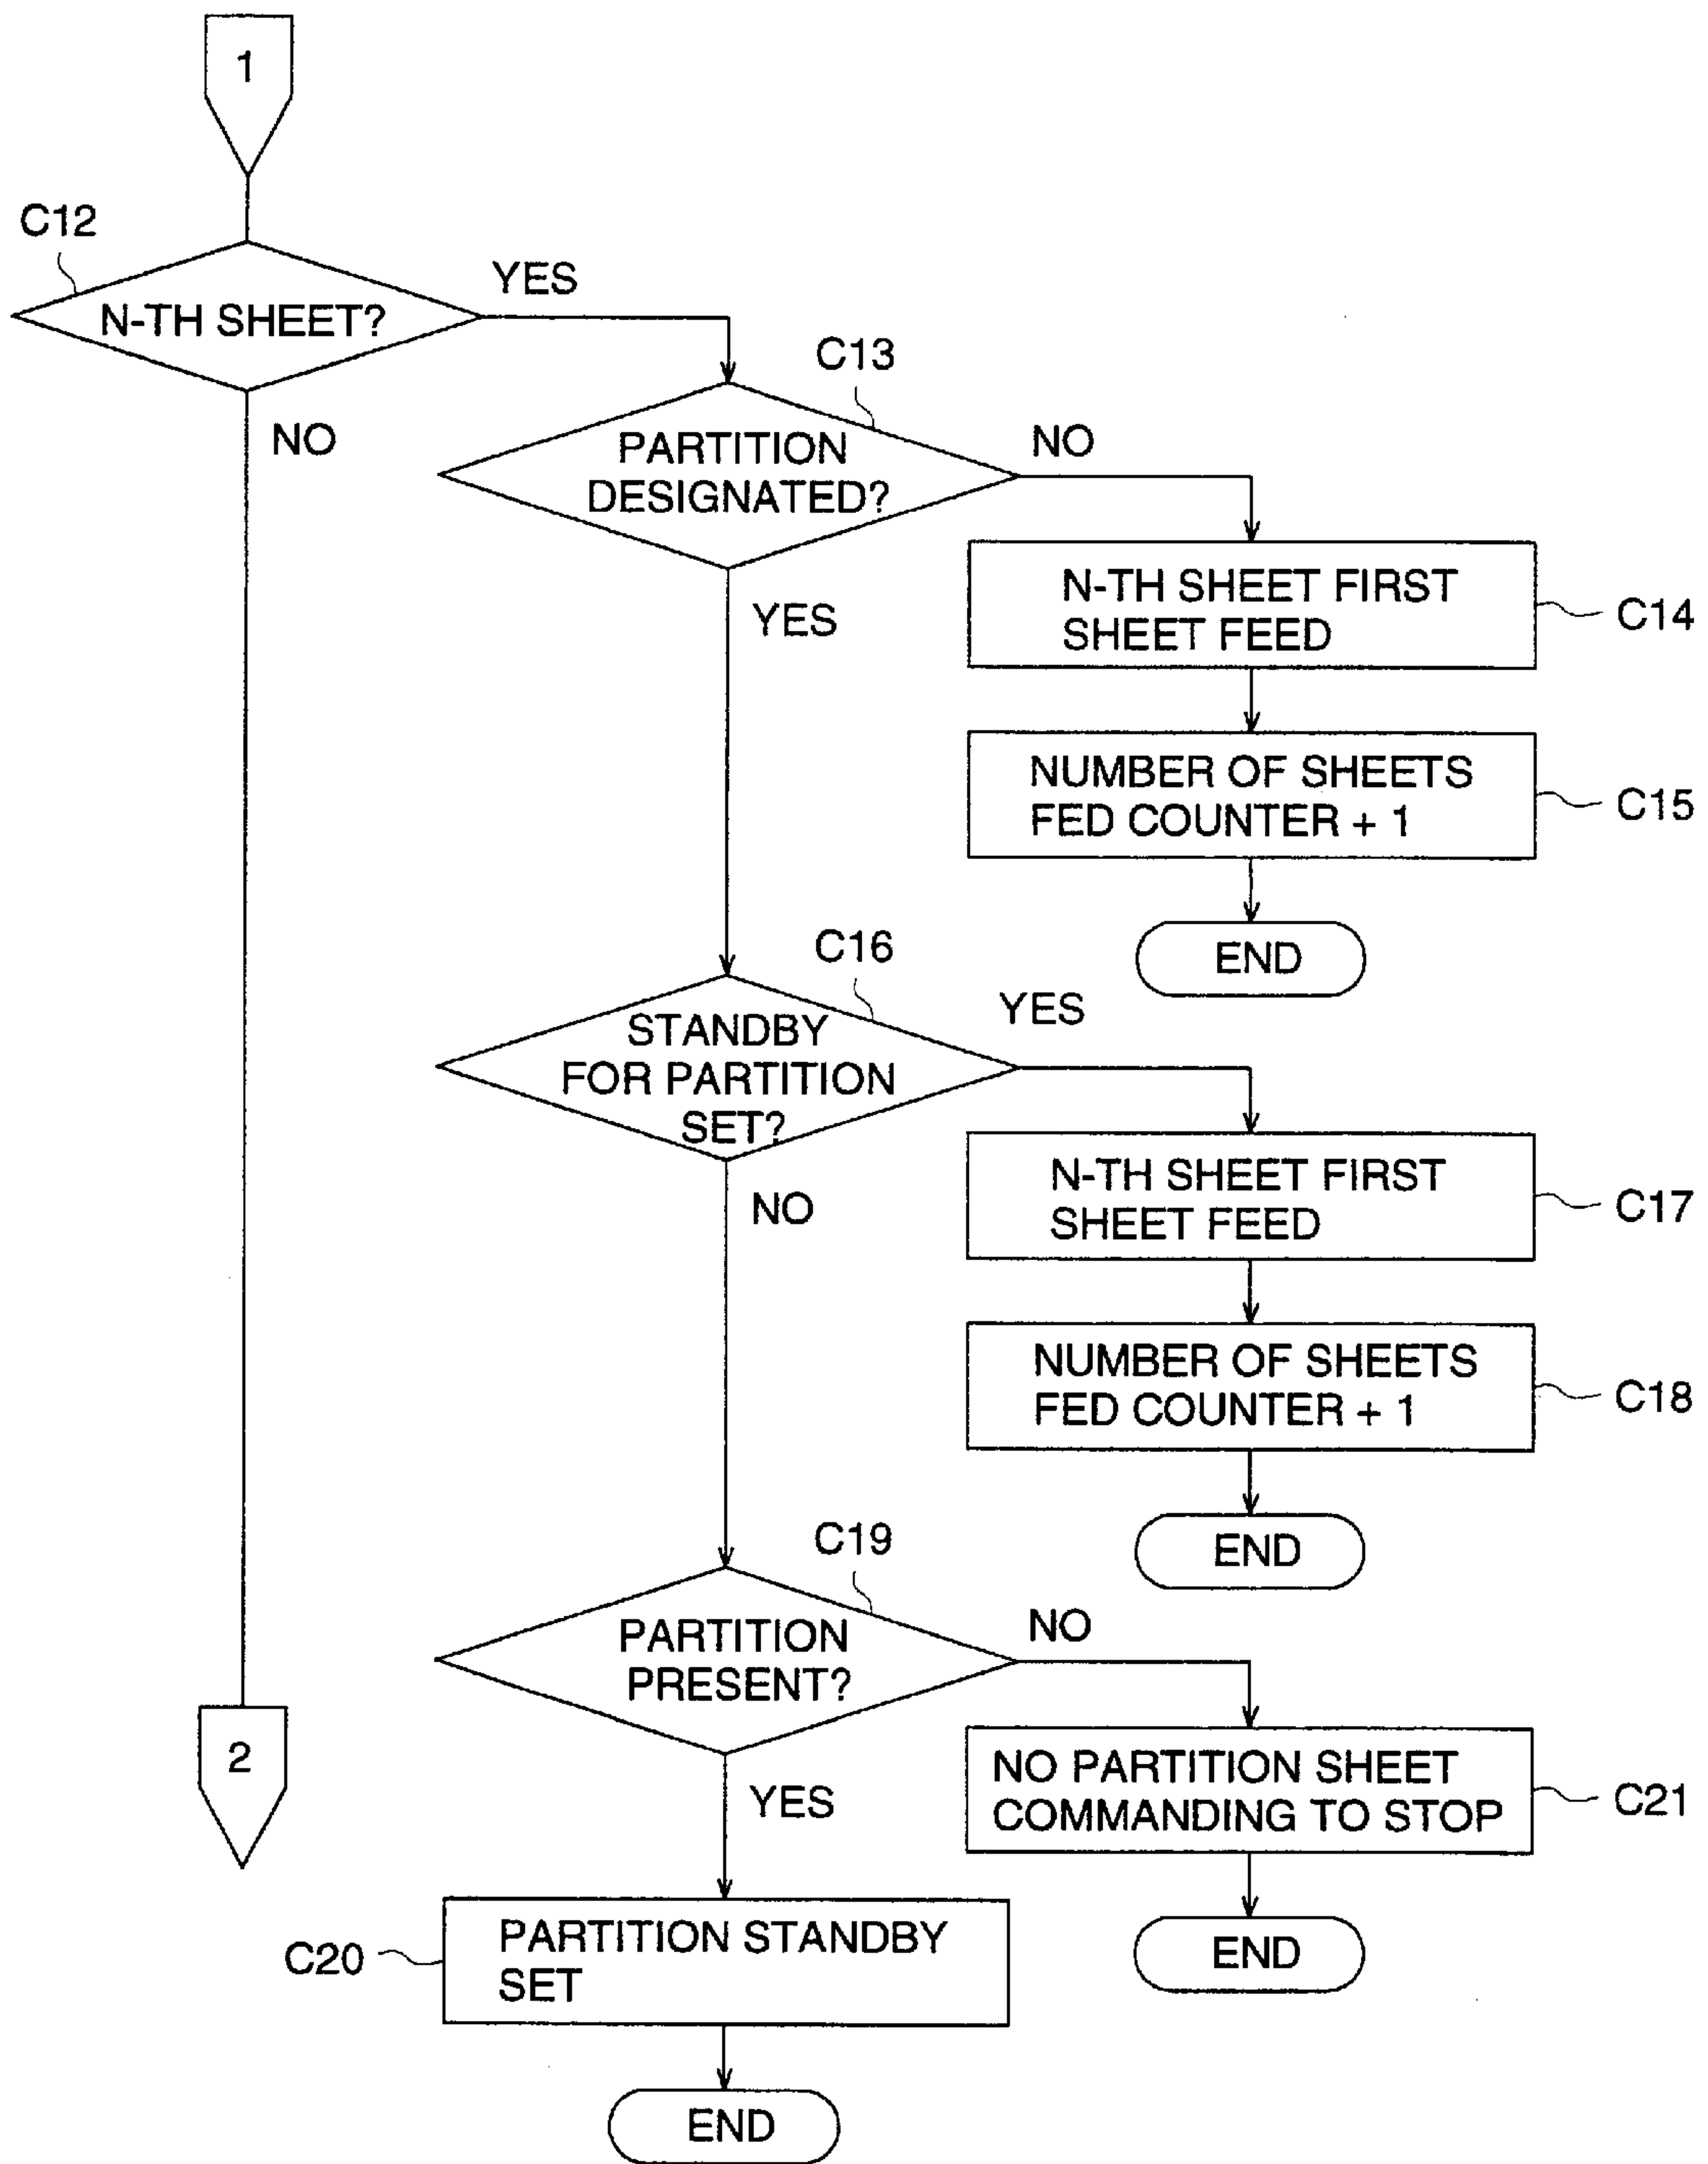 1
C12
N-TH SHEET?
YES
NO
C13
PARTITION
DESIGNATED?
NO
YES
N-TH SHEET FIRST
SHEET FEED
C14
NUMBER OF SHEETS
FED COUNTER + 1
C15
END
C16
STANDBY
FOR PARTITION
SET?
YES
NO
N-TH SHEET FIRST
SHEET FEED
C17
NUMBER OF SHEETS
FED COUNTER + 1
C18
END
C19
PARTITION
PRESENT?
NO
YES
2
NO PARTITION SHEET
COMMANDING TO STOP
C21
END
C20
PARTITION STANDBY
SET
END